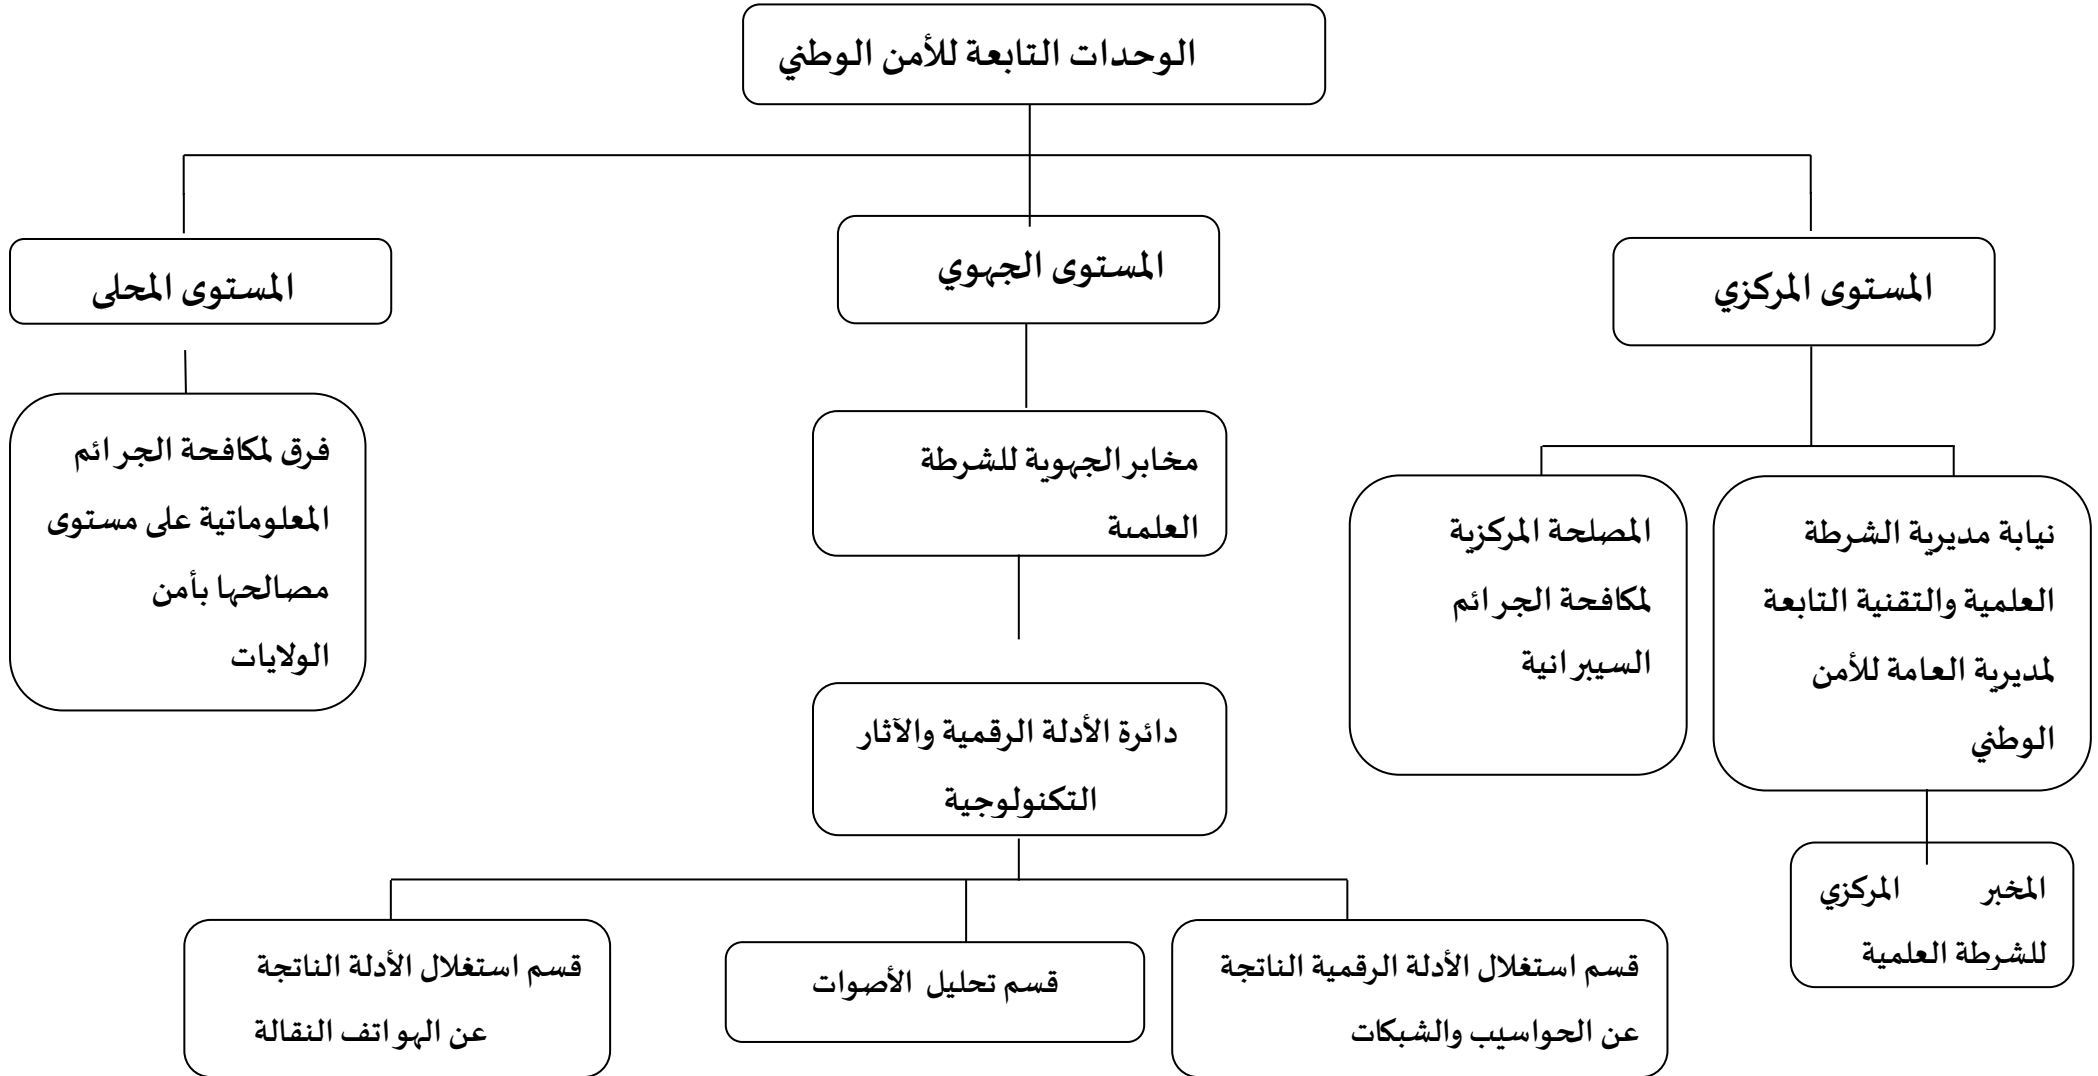 الوحدات التابعة للأمن الوطني
المستوى المركزي
المستوى الجهوي
المستوى المحلى
نيابة مديرية الشرطة
العلمية والتقنية التابعة
لمديرية العامة للأمن
الوطني
المصلحة المركزية
لمكافحة الجرائم
السيبرانية
مخابر الجهوية للشرطة
العلمية
فرق لمكافحة الجرائم
المعلوماتية على مستوى
مصالحها بأمن
الولايات
دائرة الأدلة الرقمية والآثار
التكنولوجية
المخبر المركزي
للشرطة العلمية
قسم استغلال الأدلة الرقمية الناتجة
عن الحواسيب والشبكات
قسم تحليل الأصوات
قسم استغلال الأدلة الناتجة
عن الهواتف النقالة